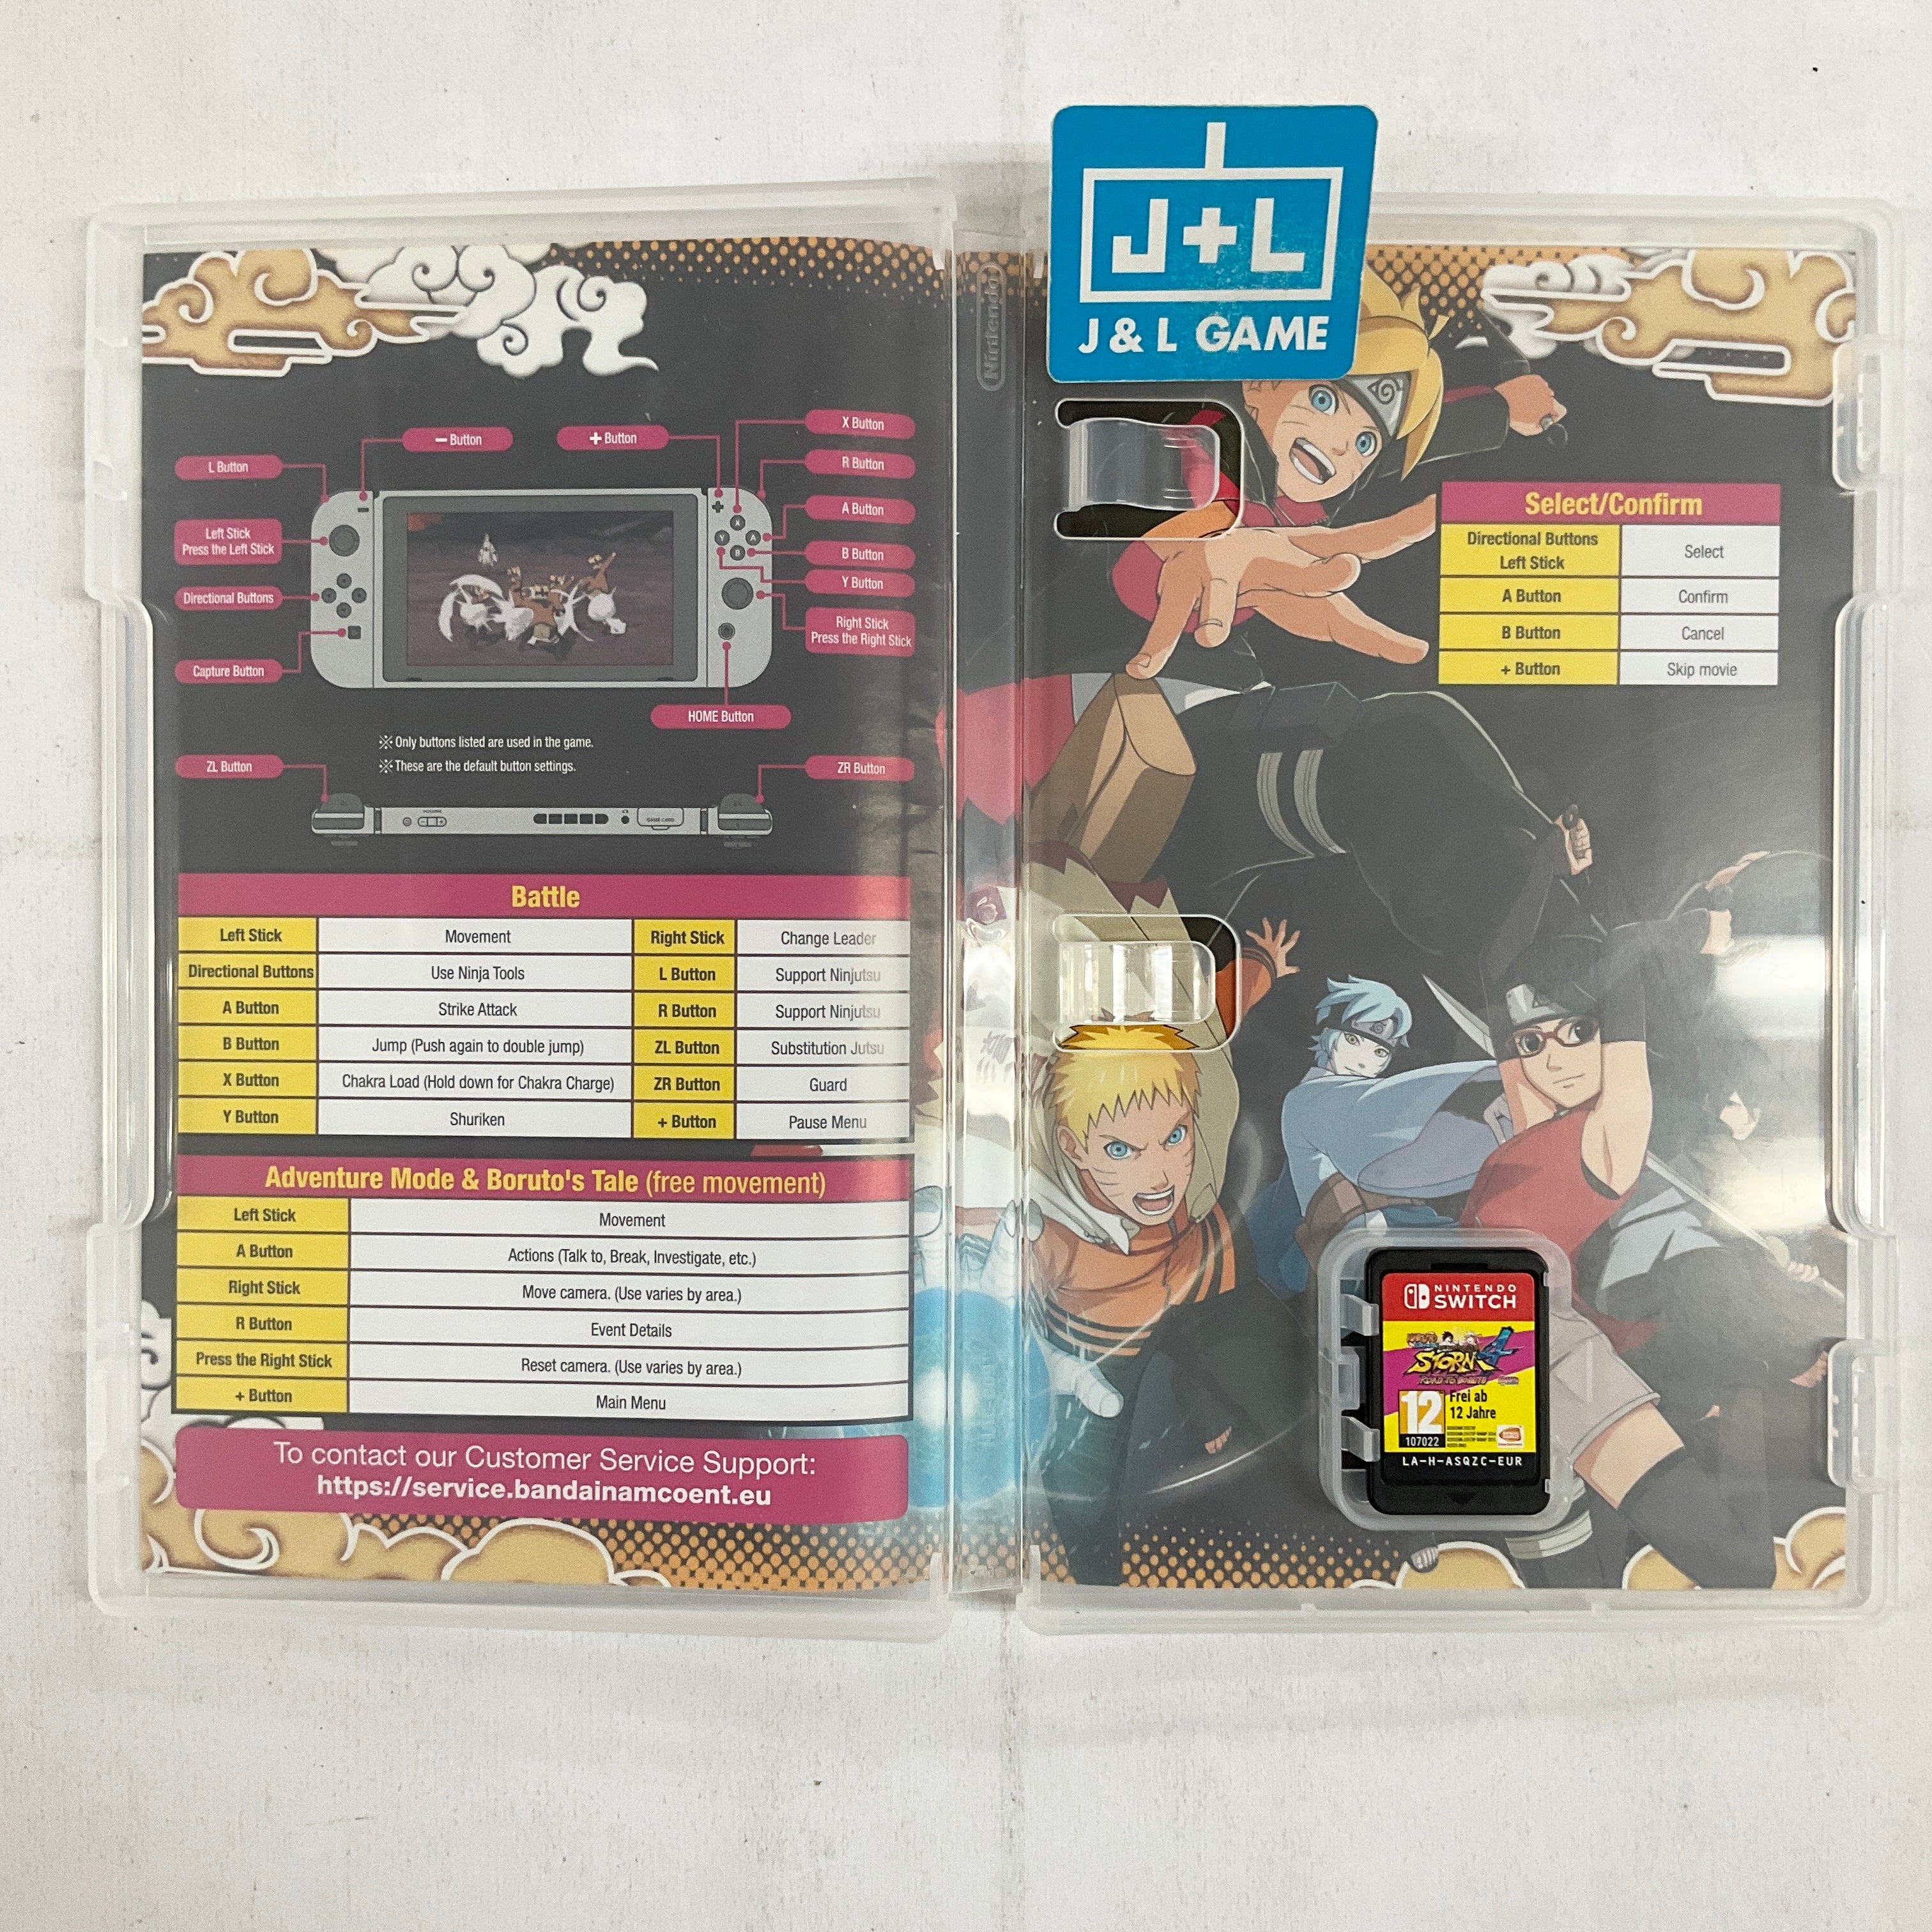 J+L
J & L GAME
Nintendo
− Button
+ Button
X Button
L Button
R Button
A Button
Left Stick
Press the Left Stick
B Button
Y Button
Directional Buttons
Right Stick
Press the Right Stick
Capture Button
HOME Button
※ Only buttons listed are used in the game.
※ These are the default button settings.
ZL Button
ZR Button
GAME CARD
Battle
Left Stick Movement Right Stick Change Leader
Directional Buttons Use Ninja Tools L Button Support Ninjutsu
A Button Strike Attack R Button Support Ninjutsu
B Button Jump (Push again to double jump) ZL Button Substitution Jutsu
X Button Chakra Load (Hold down for Chakra Charge) ZR Button Guard
Y Button Shuriken + Button Pause Menu
Adventure Mode & Boruto's Tale (free movement)
Left Stick Movement
A Button Actions (Talk to, Break, Investigate, etc.)
Right Stick Move camera. (Use varies by area.)
R Button Event Details
Press the Right Stick Reset camera. (Use varies by area.)
+ Button Main Menu
To contact our Customer Service Support:
https://service.bandainamcoent.eu
Select/Confirm
Directional Buttons
Left Stick Select
A Button Confirm
B Button Cancel
+ Button Skip movie
NINTENDO
SWITCH
STORM 4
12
Frei ab
12 Jahre
107022
LA-H-ASQZC-EUR